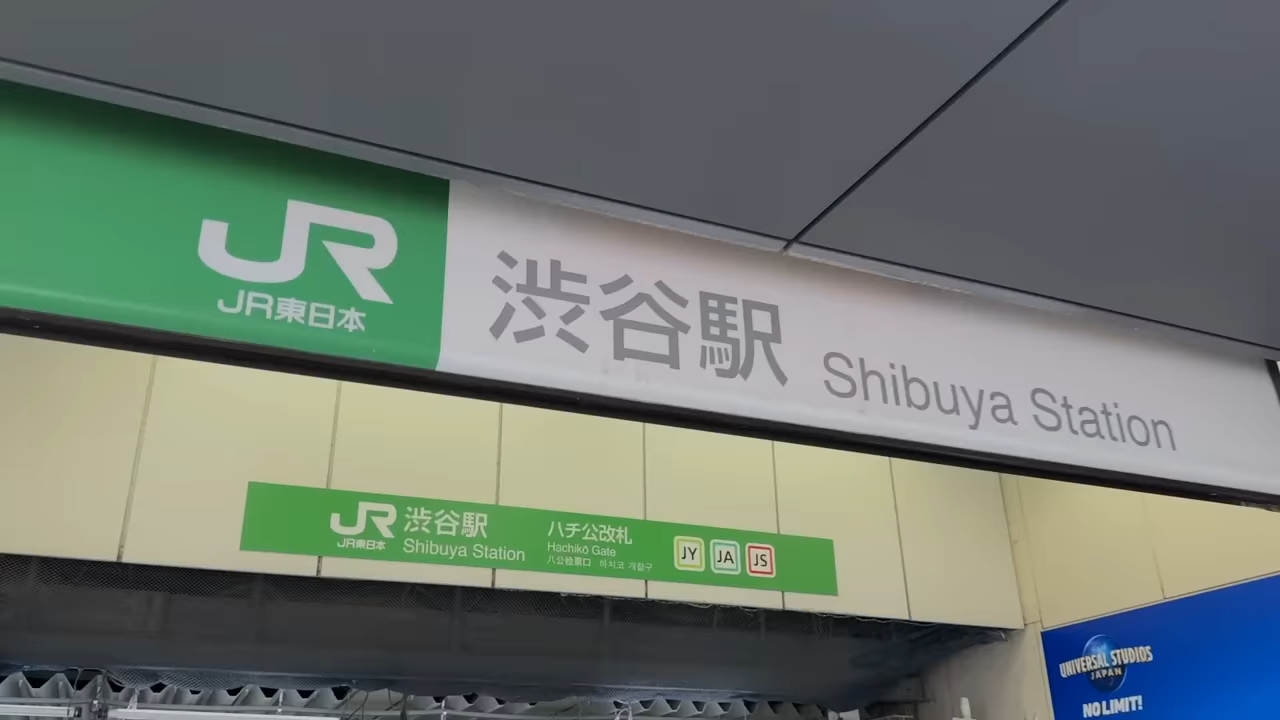 JR
JR東日本
渋谷駅 Shibuya Station
JR
JR東日本
渋谷駅
Shibuya Station
ハチ公改札
Hachikō Gate
八公检票口 하치코 개찰구
JY JA JS
UNIVERSAL STUDIOS
JAPAN
NO LIMIT!